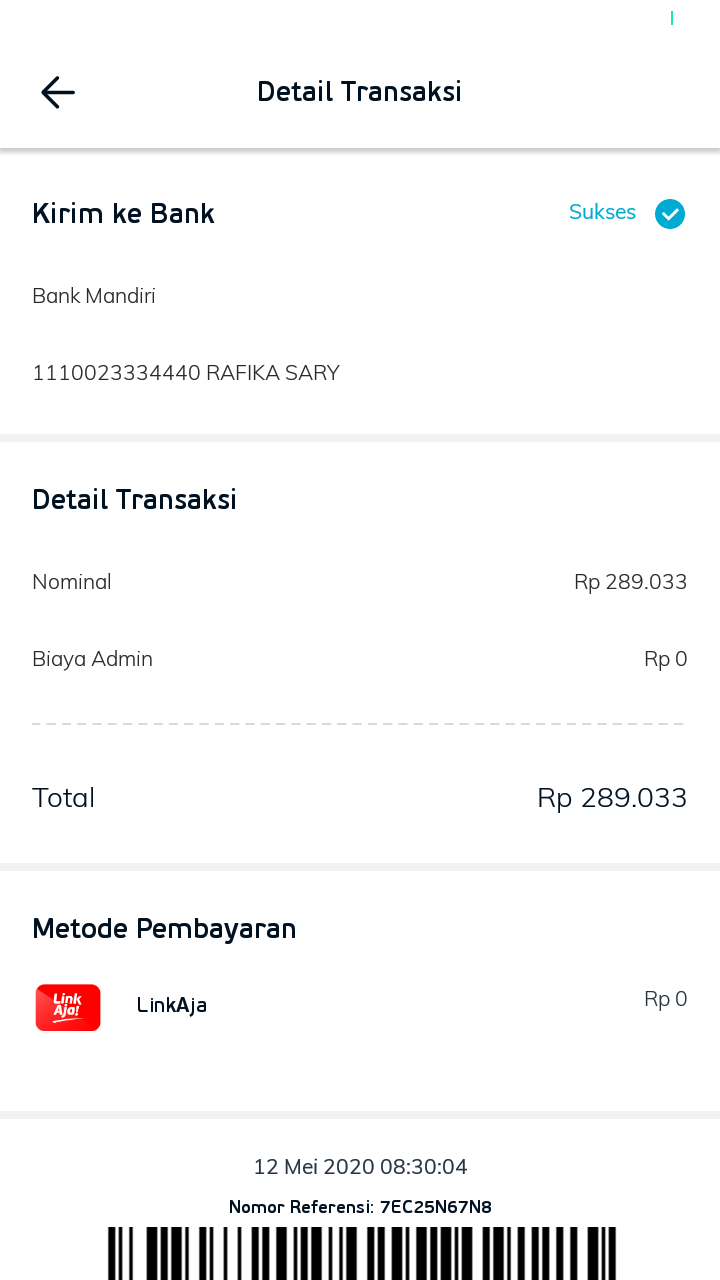 Detail Transaksi
Kirim ke Bank
Sukses
Bank Mandiri
1110023334440 RAFIKA SARY
Detail Transaksi
Nominal Rp 289.033
Biaya Admin Rp 0
Total Rp 289.033
Metode Pembayaran
Link
Aja!
LinkAja Rp 0
12 Mei 2020 08:30:04
Nomor Referensi: 7EC25N67N8